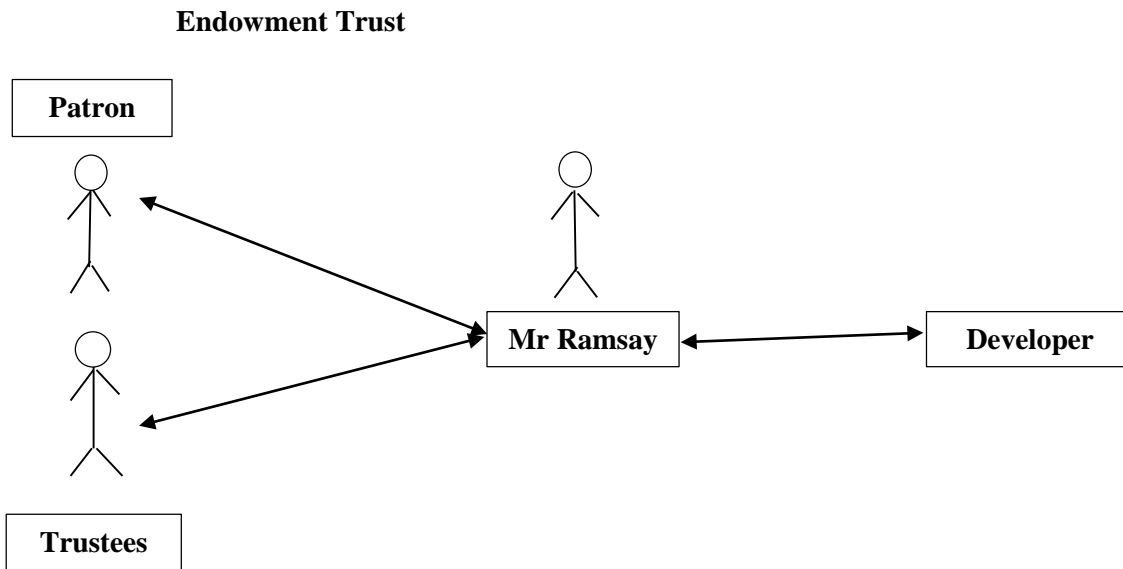 Endowment Trust
Patron
Mr Ramsay
Developer
Trustees